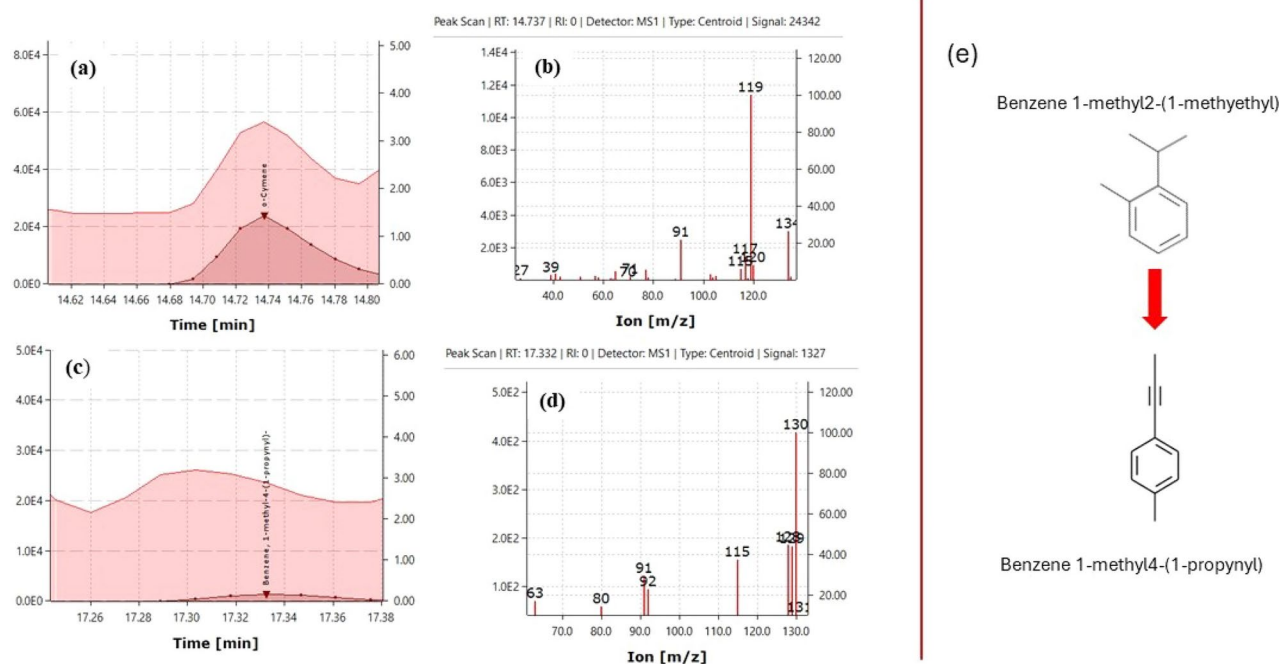 Peak Scan | RT: 14.737 | RI: 0 | Detector: MS1 | Type: Centroid | Signal: 24342
(a)
8.0E4
6.0E4
4.0E4
2.0E4
0.0E0
5.00
4.00
3.00
2.00
1.00
0.00
o-Cymene
14.62 14.64 14.66 14.68 14.70 14.72 14.74 14.76 14.78 14.80
Time [min]
(b)
1.4E4
1.2E4
1.0E4
8.0E3
6.0E3
4.0E3
2.0E3
120.00
100.00
80.00
60.00
40.00
20.00
119
134
91
117
115
120
27
39
70
71
40.0 60.0 80.0 100.0 120.0
Ion [m/z]
(c)
5.0E4
4.0E4
3.0E4
2.0E4
1.0E4
0.0E0
6.00
5.00
4.00
3.00
2.00
1.00
0.00
Benzene, 1-methyl-4-(1-propynyl)-
17.26 17.28 17.30 17.32 17.34 17.36 17.38
Time [min]
Peak Scan | RT: 17.332 | RI: 0 | Detector: MS1 | Type: Centroid | Signal: 1327
(d)
5.0E2
4.0E2
3.0E2
2.0E2
1.0E2
120.00
100.00
80.00
60.00
40.00
20.00
130
128
129
115
91
92
63
80
131
70.0 80.0 90.0 100.0 110.0 120.0 130.0
Ion [m/z]
(e)
Benzene 1-methyl2-(1-methyethyl)
Benzene 1-methyl4-(1-propynyl)